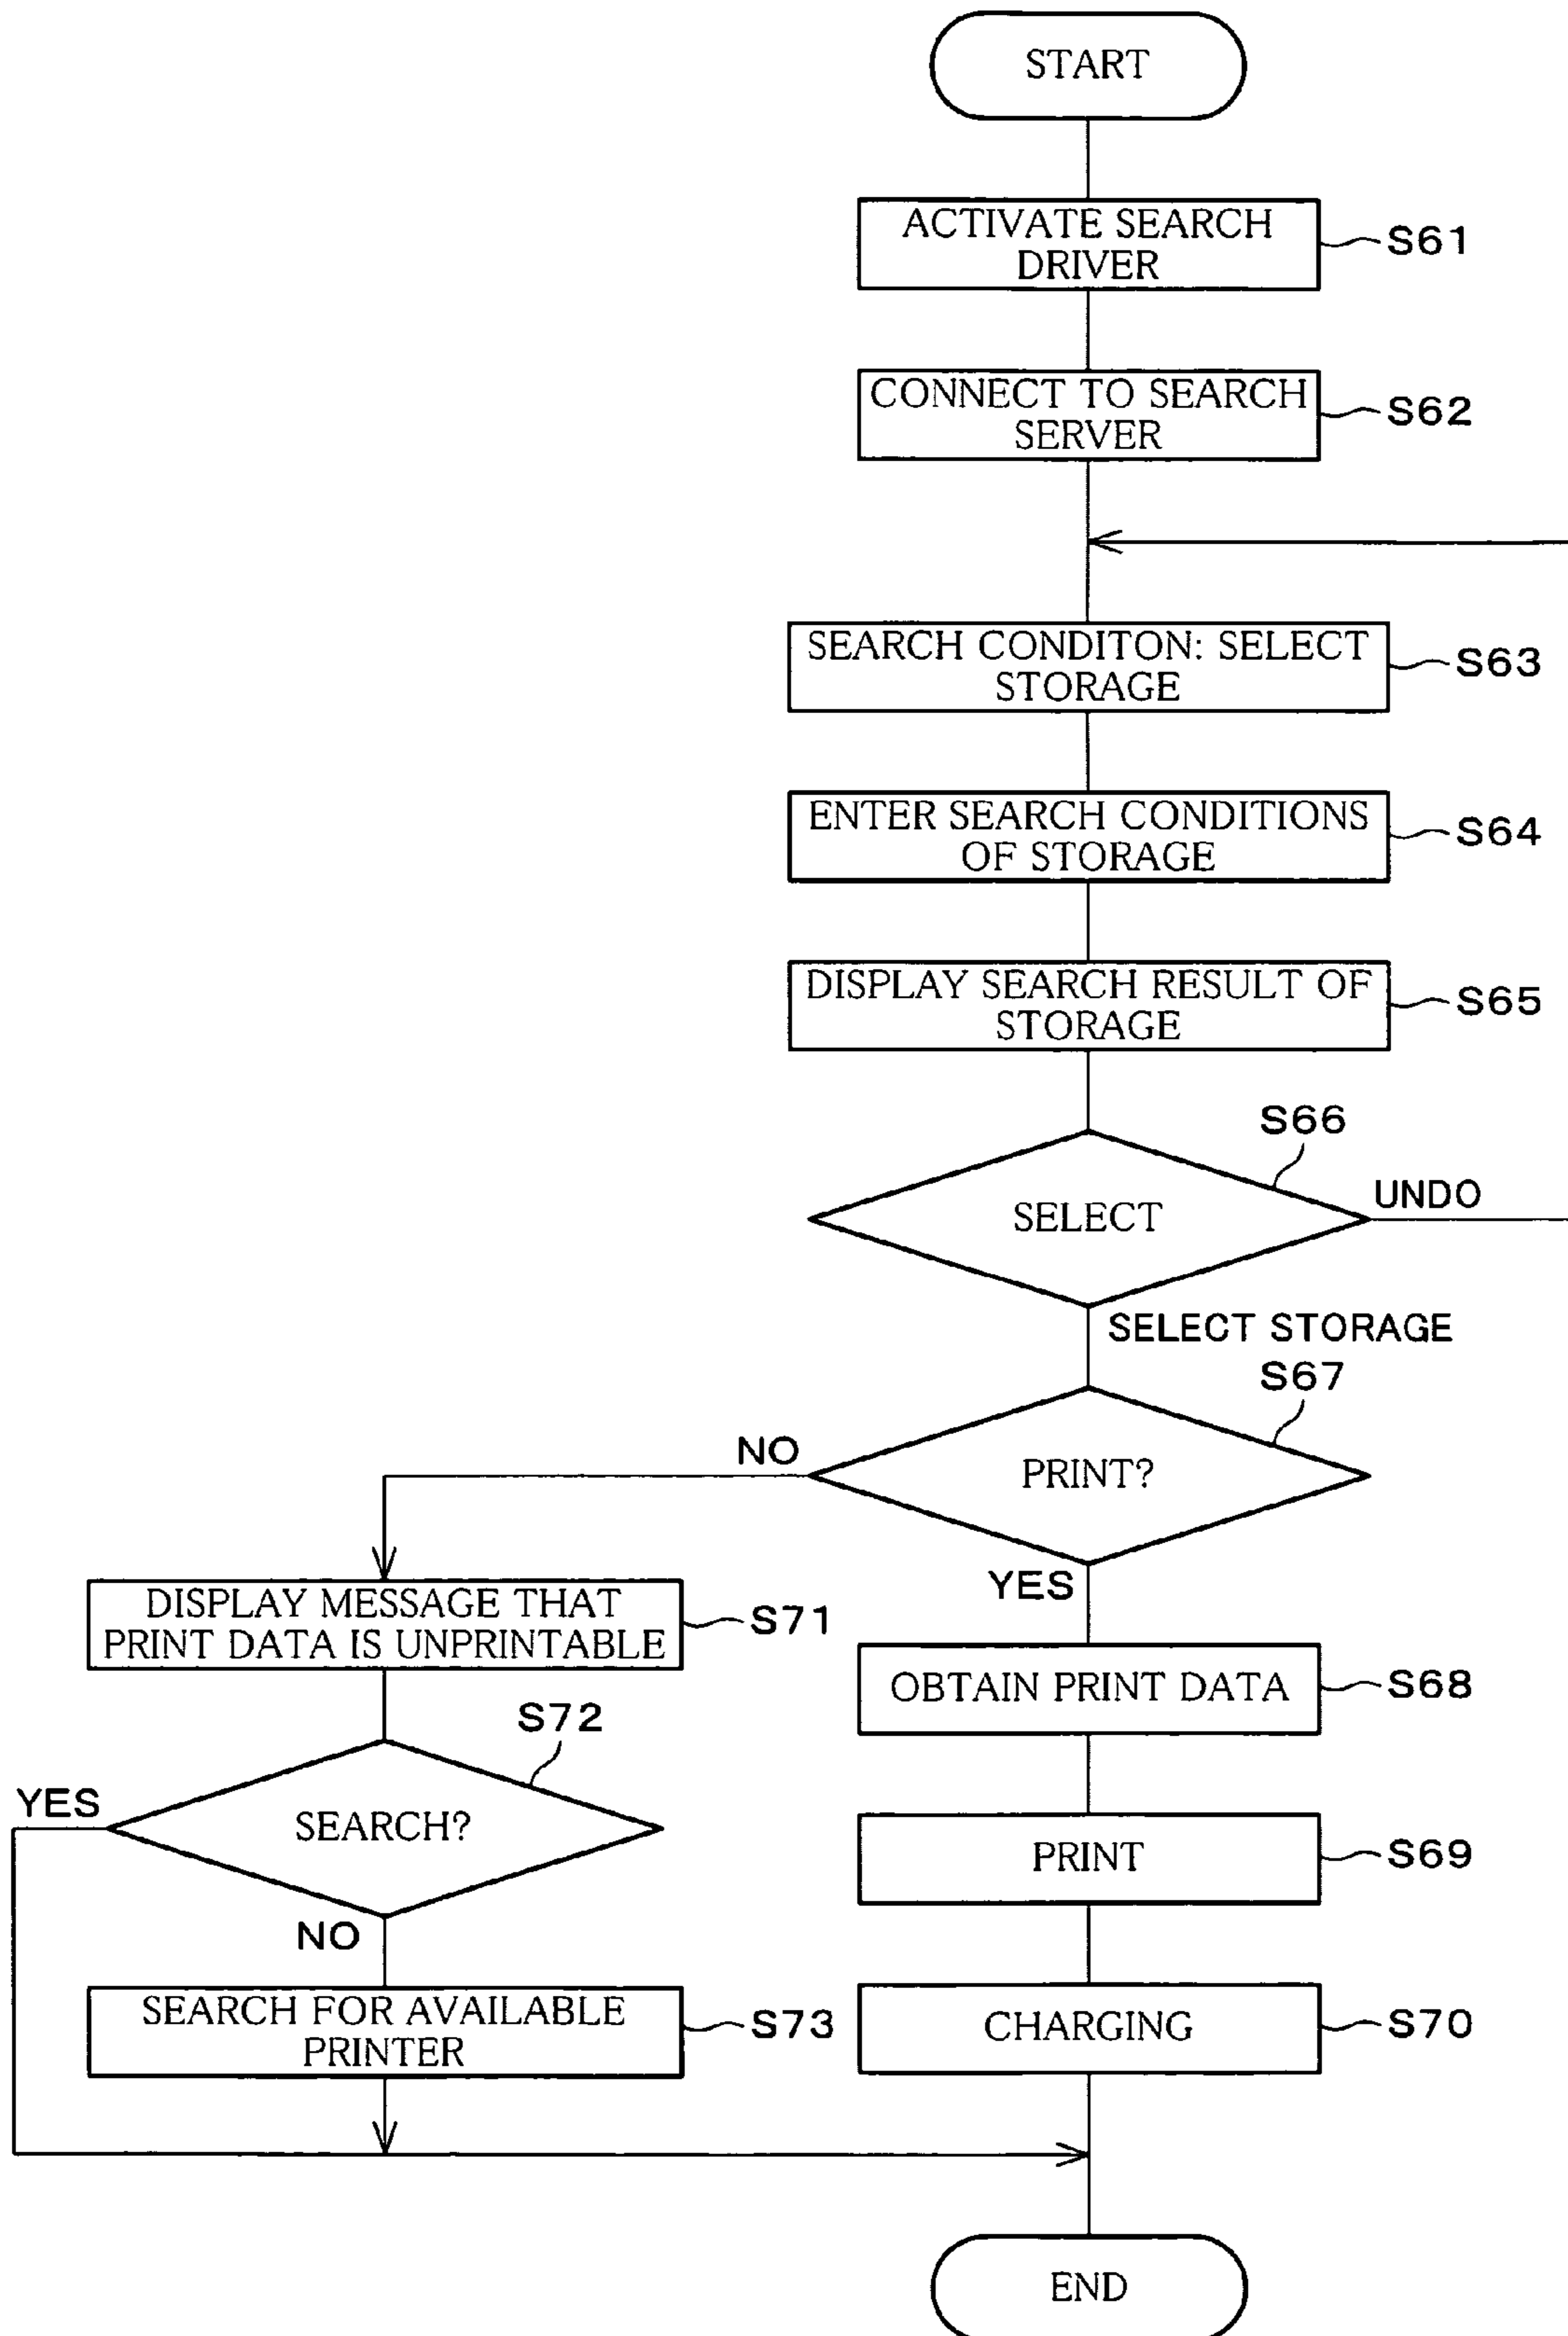 START
ACTIVATE SEARCH
DRIVER
S61
CONNECT TO SEARCH
SERVER
S62
SEARCH CONDITON: SELECT
STORAGE
S63
ENTER SEARCH CONDITIONS
OF STORAGE
S64
DISPLAY SEARCH RESULT OF
STORAGE
S65
S66
SELECT
UNDO
SELECT STORAGE
S67
PRINT?
NO
YES
DISPLAY MESSAGE THAT
PRINT DATA IS UNPRINTABLE
S71
OBTAIN PRINT DATA
S68
S72
SEARCH?
YES
NO
PRINT
S69
SEARCH FOR AVAILABLE
PRINTER
S73
CHARGING
S70
END